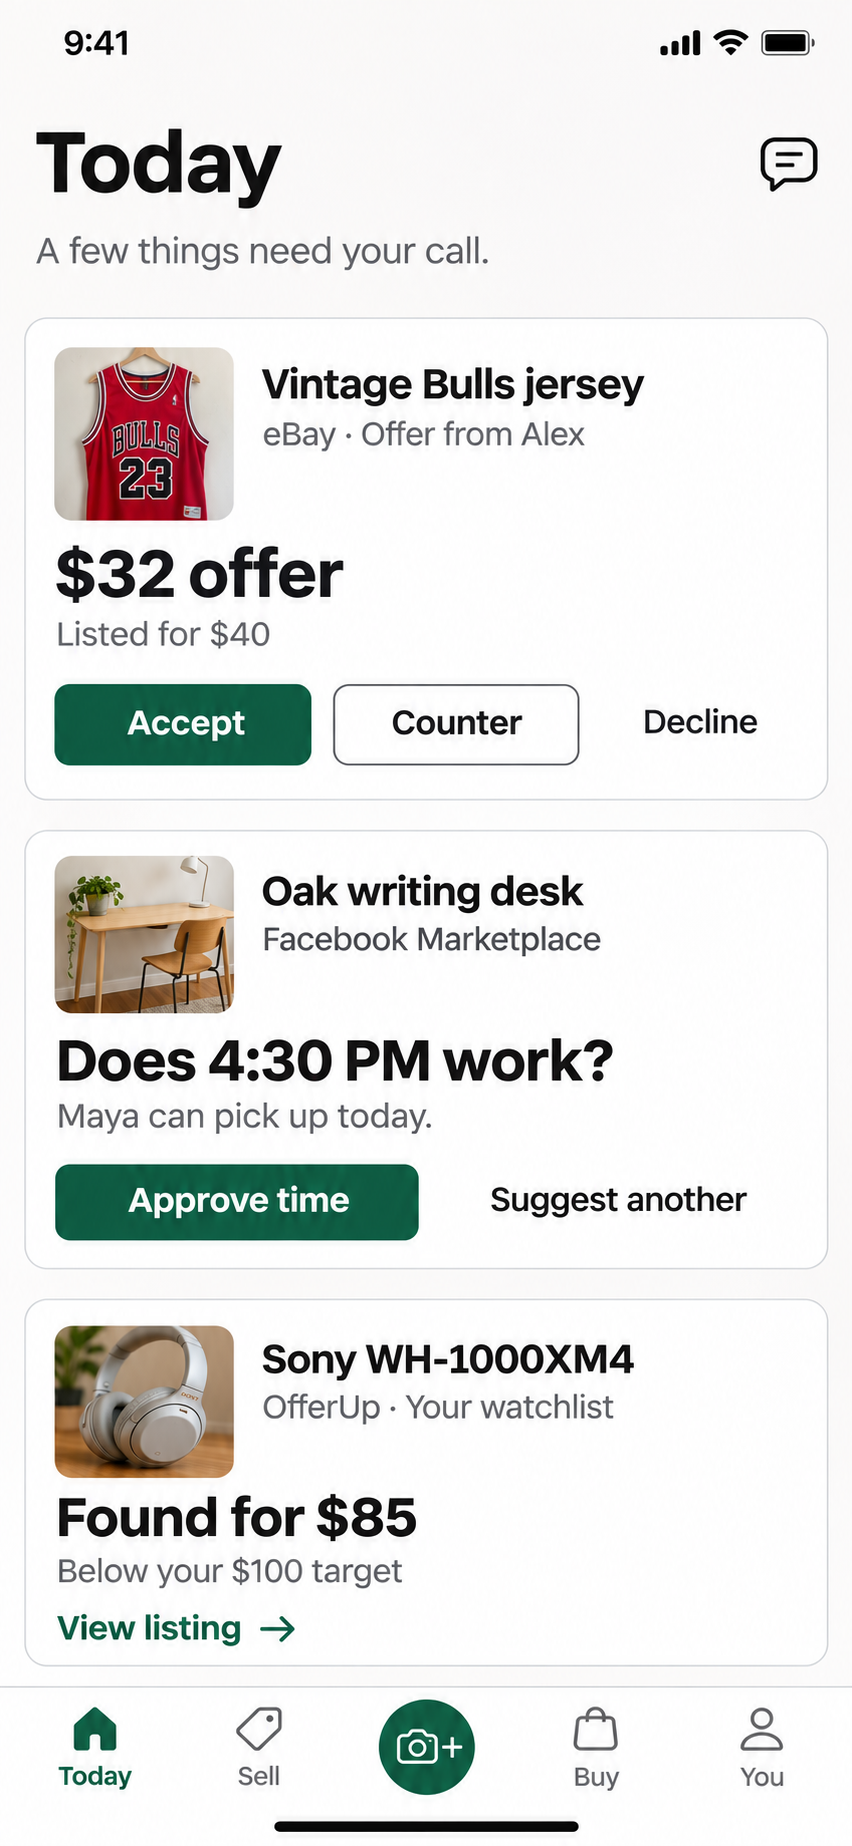 9:41
Today
A few things need your call.
BULLS
23
Vintage Bulls jersey
eBay · Offer from Alex
$32 offer
Listed for $40
Accept
Counter
Decline
Oak writing desk
Facebook Marketplace
Does 4:30 PM work?
Maya can pick up today.
Approve time
Suggest another
SONY
Sony WH-1000XM4
OfferUp · Your watchlist
Found for $85
Below your $100 target
View listing →
Today
Sell
Buy
You